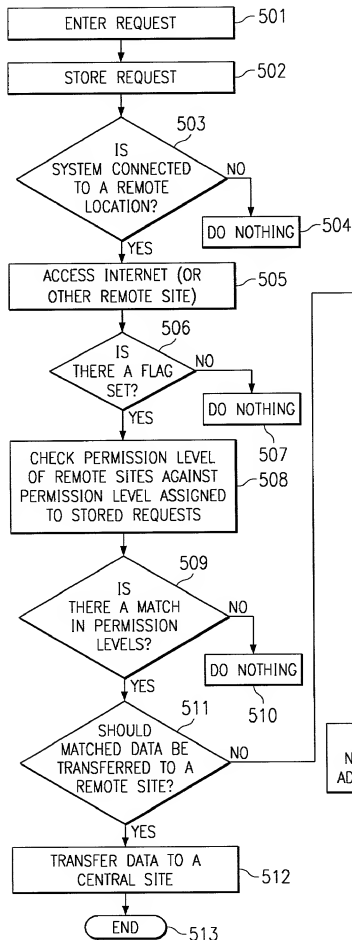 ENTER REQUEST
501
STORE REQUEST
502
503
IS
SYSTEM CONNECTED
TO A REMOTE
LOCATION?
NO
DO NOTHING
504
YES
ACCESS INTERNET (OR
OTHER REMOTE SITE)
505
506
IS
THERE A FLAG
SET?
NO
DO NOTHING
507
YES
CHECK PERMISSION LEVEL
OF REMOTE SITES AGAINST
PERMISSION LEVEL ASSIGNED
TO STORED REQUESTS
508
509
IS
THERE A MATCH
IN PERMISSION
LEVELS?
NO
DO NOTHING
510
YES
511
SHOULD
MATCHED DATA BE
TRANSFERRED TO A
REMOTE SITE?
NO
N
AD
YES
TRANSFER DATA TO A
CENTRAL SITE
512
END
513